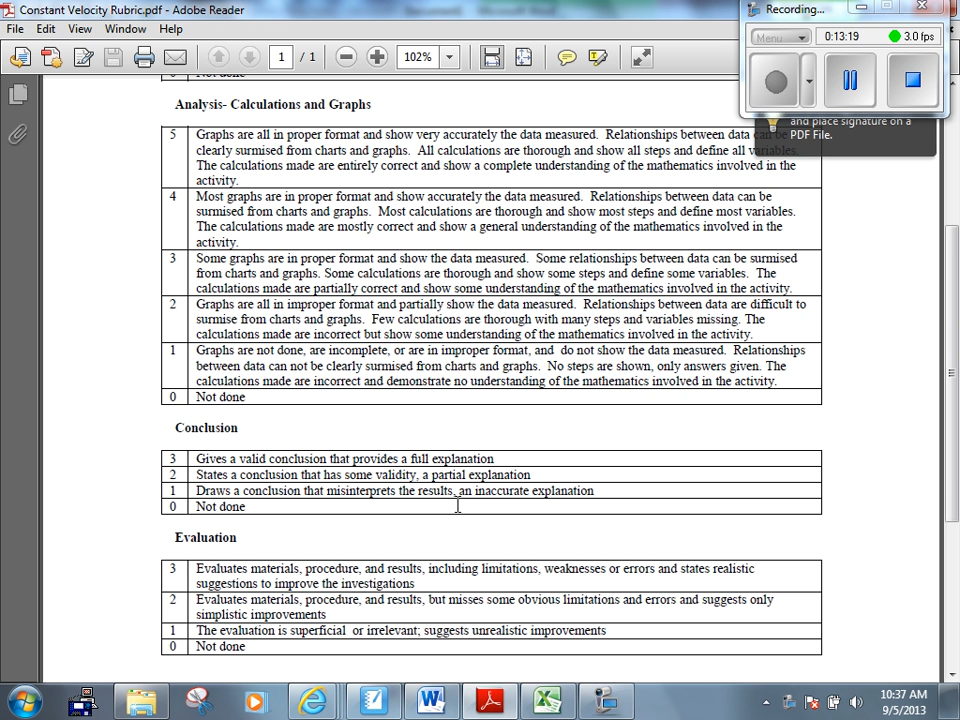 Constant Velocity Rubric.pdf - Adobe Reader
Recording...
File Edit View Window Help
Menu 0:13:19 3.0 fps
1 / 1 102%
0 Not done
and place signature on a
PDF File.
Analysis- Calculations and Graphs
5 Graphs are all in proper format and show very accurately the data measured. Relationships between data can be
clearly surmised from charts and graphs. All calculations are thorough and show all steps and define all variables.
The calculations made are entirely correct and show a complete understanding of the mathematics involved in the
activity.
4 Most graphs are in proper format and show accurately the data measured. Relationships between data can be
surmised from charts and graphs. Most calculations are thorough and show most steps and define most variables.
The calculations made are mostly correct and show a general understanding of the mathematics involved in the
activity.
3 Some graphs are in proper format and show the data measured. Some relationships between data can be surmised
from charts and graphs. Some calculations are thorough and show some steps and define some variables. The
calculations made are partially correct and show some understanding of the mathematics involved in the activity.
2 Graphs are all in improper format and partially show the data measured. Relationships between data are difficult to
surmise from charts and graphs. Few calculations are thorough with many steps and variables missing. The
calculations made are incorrect but show some understanding of the mathematics involved in the activity.
1 Graphs are not done, are incomplete, or are in improper format, and do not show the data measured. Relationships
between data can not be clearly surmised from charts and graphs. No steps are shown, only answers given. The
calculations made are incorrect and demonstrate no understanding of the mathematics involved in the activity.
0 Not done
Conclusion
3 Gives a valid conclusion that provides a full explanation
2 States a conclusion that has some validity, a partial explanation
1 Draws a conclusion that misinterprets the results, an inaccurate explanation
0 Not done
Evaluation
3 Evaluates materials, procedure, and results, including limitations, weaknesses or errors and states realistic
suggestions to improve the investigations
2 Evaluates materials, procedure, and results, but misses some obvious limitations and errors and suggests only
simplistic improvements
1 The evaluation is superficial or irrelevant; suggests unrealistic improvements
0 Not done
10:37 AM
9/5/2013